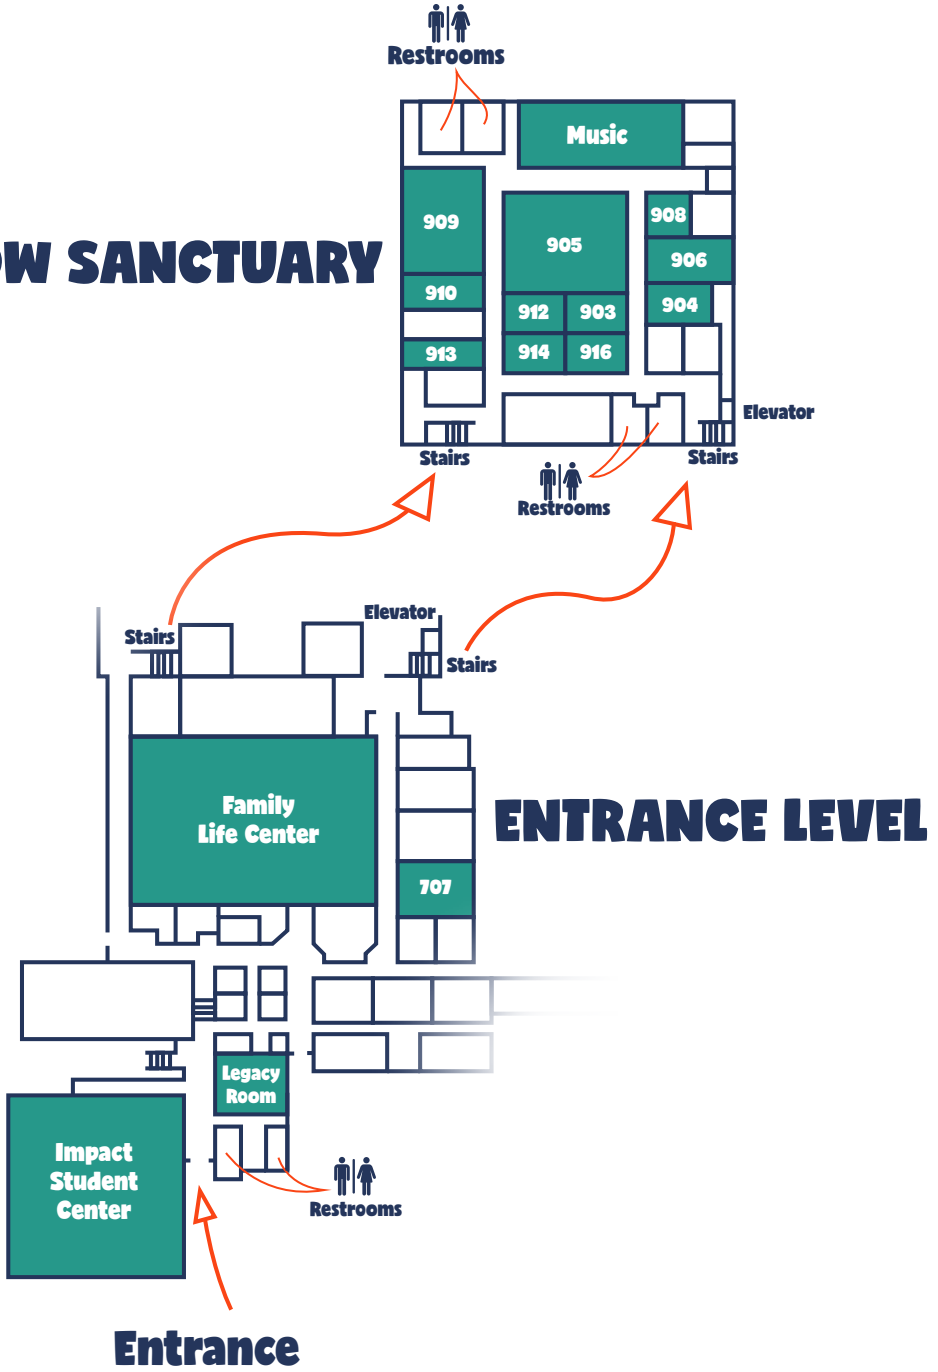 Restrooms
Music
909
908
905
OW SANCTUARY
906
910
904
912
903
913
914
916
Elevator
Stairs
Stairs
Restrooms
Elevator
Stairs
Stairs
Family
Life Center
ENTRANCE LEVEL
707
Legacy
Room
Impact
Student
Center
Restrooms
Entrance